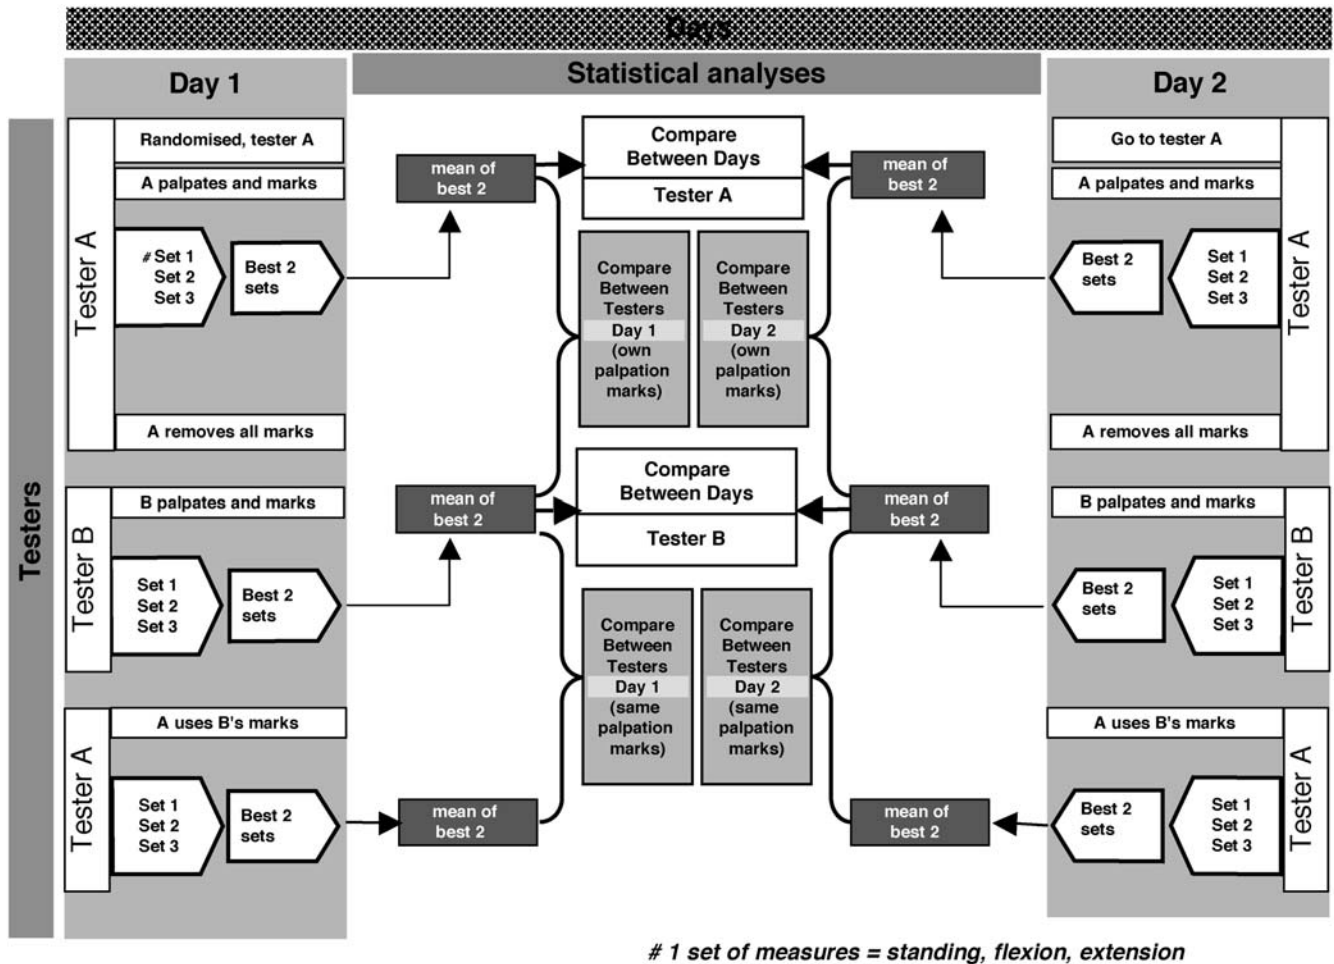 Days
Day 1
Statistical analyses
Day 2
Testers
Tester A
Randomised, tester A
A palpates and marks
# Set 1
Set 2
Set 3
Best 2
sets
A removes all marks
Tester B
B palpates and marks
Set 1
Set 2
Set 3
Best 2
sets
Tester A
A uses B's marks
Set 1
Set 2
Set 3
Best 2
sets
mean of
best 2
mean of
best 2
mean of
best 2
Compare
Between Days
Tester A
Compare
Between
Testers
Day 1
(own
palpation
marks)
Compare
Between
Testers
Day 2
(own
palpation
marks)
Compare
Between Days
Tester B
Compare
Between
Testers
Day 1
(same
palpation
marks)
Compare
Between
Testers
Day 2
(same
palpation
marks)
mean of
best 2
mean of
best 2
mean of
best 2
Go to tester A
A palpates and marks
Best 2
sets
Set 1
Set 2
Set 3
A removes all marks
Tester A
B palpates and marks
Best 2
sets
Set 1
Set 2
Set 3
Tester B
A uses B's marks
Best 2
sets
Set 1
Set 2
Set 3
Tester A
# 1 set of measures = standing, flexion, extension